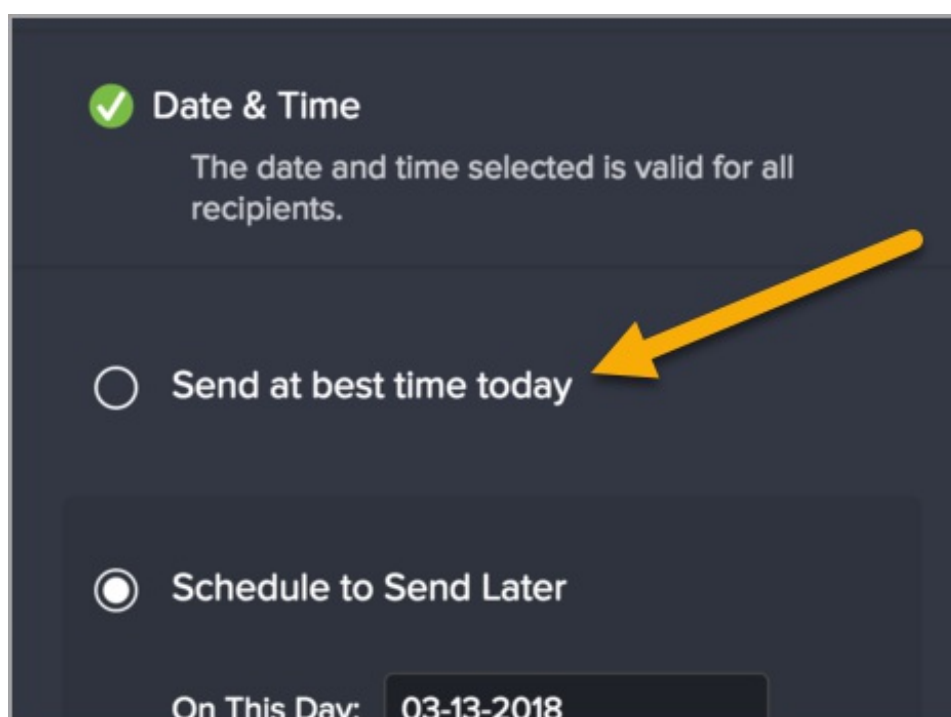 Date & Time
The date and time selected is valid for all
recipients.
Send at best time today
Schedule to Send Later
On This Day: 03-13-2018